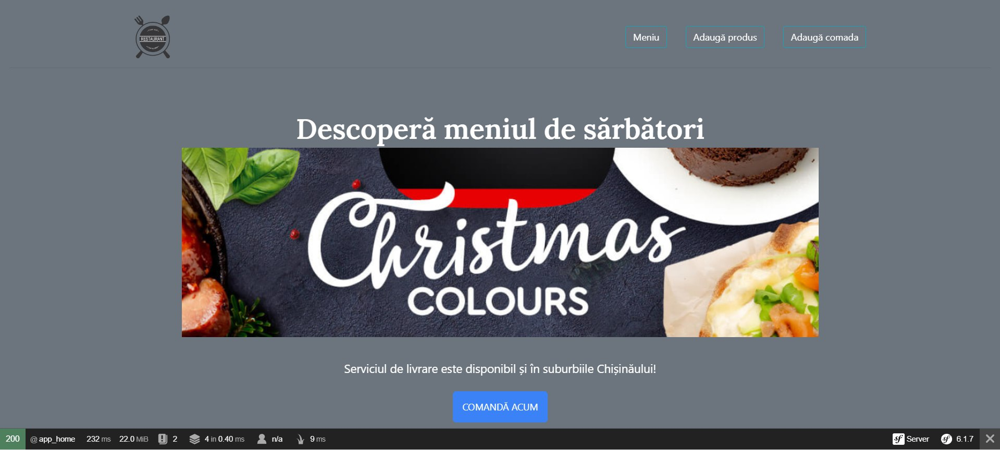 RESTAURANT
Meniu
Adaugă produs
Adaugă comada
Descoperă meniul de sărbători
Christmas
COLOURS
Serviciul de livrare este disponibil și în suburbiile Chișinăului!
COMANDĂ ACUM
200 @ app_home 232 ms 22.0 MiB 2 4 in 0.40 ms n/a 9 ms sf Server sf 6.1.7